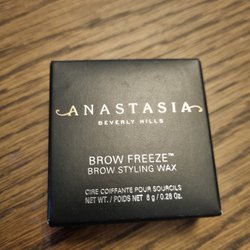 ANASTASIA
BEVERLY HILLS
BROW FREEZE™
BROW STYLING WAX
CIRE COIFFANTE POUR SOURCILS
NET WT. / POIDS NET 8 g / 0.28 Oz.